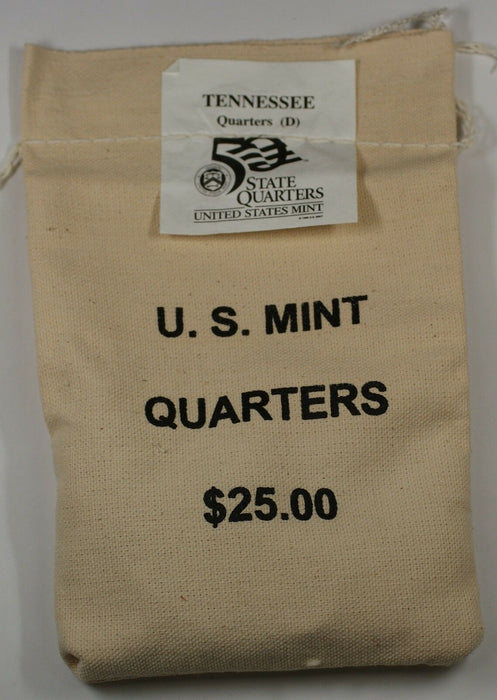 TENNESSEE
Quarters (D)
50
STATE
QUARTERS
UNITED STATES MINT
U. S. MINT
QUARTERS
$25.00